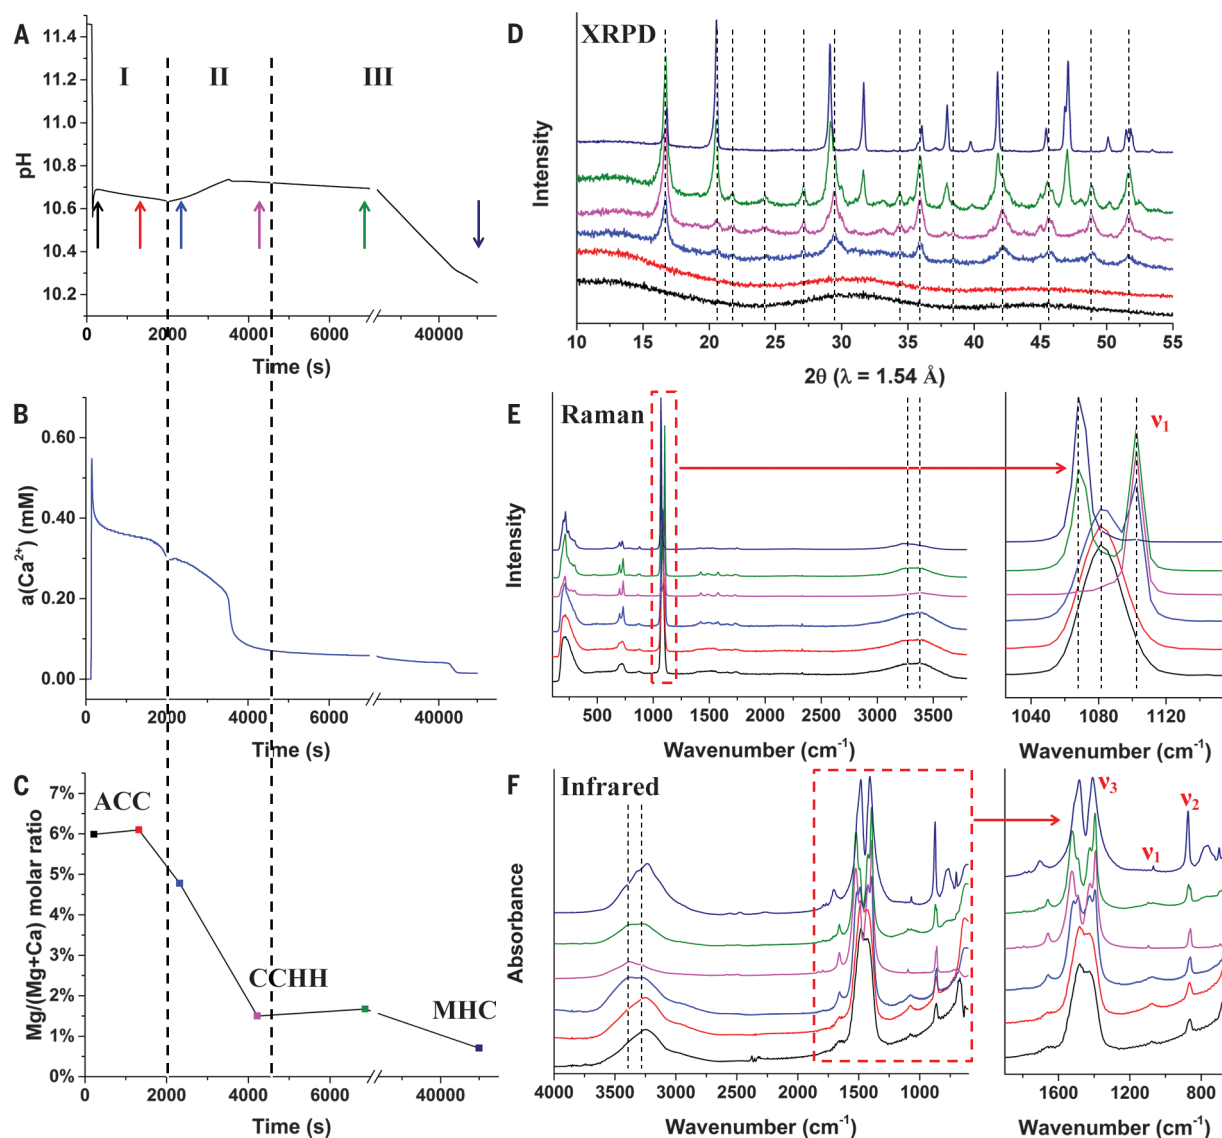 A
11.4
11.2
11.0
10.8
10.6
10.4
10.2
pH
I
II
III
0
2000
4000
6000
40000
Time (s)
B
0.60
0.40
0.20
0.00
a(Ca²⁺) (mM)
0
2000
4000
6000
40000
Time (s)
C
7%
6%
5%
4%
3%
2%
1%
0%
Mg/(Mg+Ca) molar ratio
ACC
CCHH
MHC
0
2000
4000
6000
40000
Time (s)
D
XRPD
Intensity
10
15
20
25
30
35
40
45
50
55
2θ (λ = 1.54 Å)
E
Raman
ν₁
Intensity
500
1000
1500
2000
2500
3000
3500
Wavenumber (cm⁻¹)
1040
1080
1120
Wavenumber (cm⁻¹)
F
Infrared
ν₃
ν₂
ν₁
Absorbance
4000
3500
3000
2500
2000
1500
1000
Wavenumber (cm⁻¹)
1600
1200
800
Wavenumber (cm⁻¹)